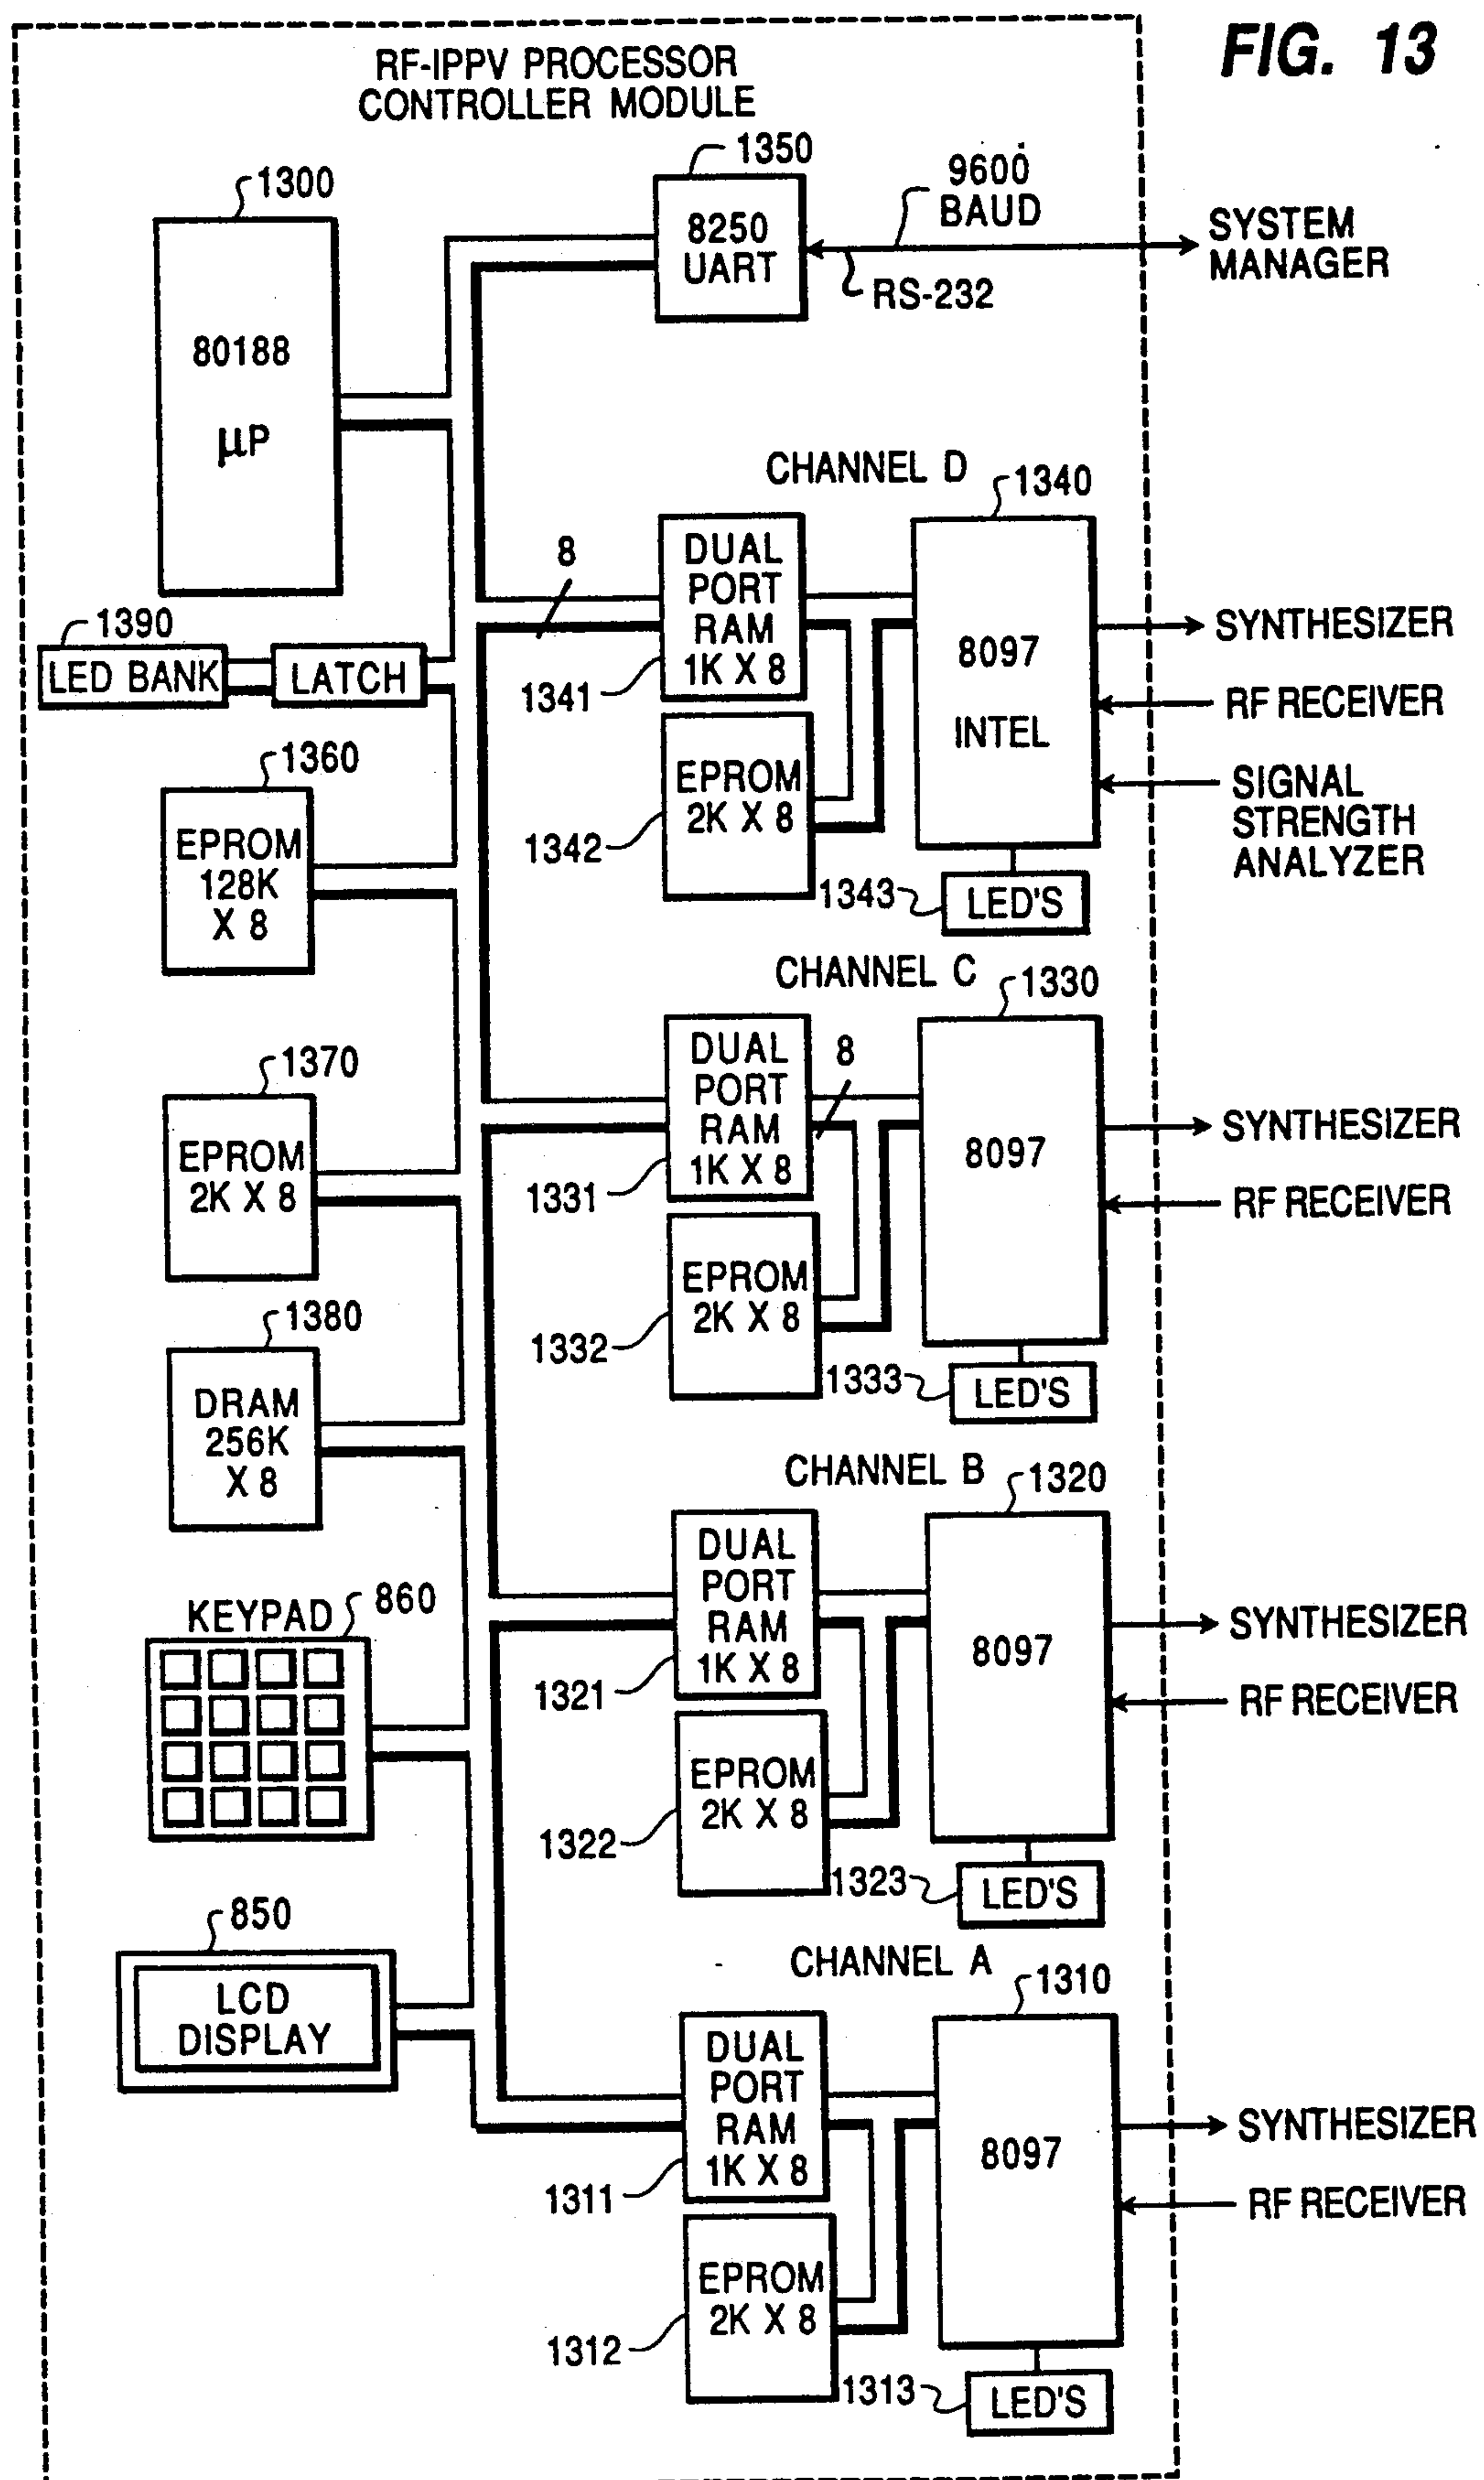 FIG. 13
RF-IPPV PROCESSOR
CONTROLLER MODULE
1300
80188
μP
1350
8250
UART
9600
BAUD
RS-232
SYSTEM
MANAGER
1390
LED BANK
LATCH
1360
EPROM
128K
X 8
1370
EPROM
2K X 8
1380
DRAM
256K
X 8
KEYPAD
860
850
LCD
DISPLAY
CHANNEL D
8
DUAL
PORT
RAM
1K X 8
1341
EPROM
2K X 8
1342
1340
8097
INTEL
1343
LED'S
SYNTHESIZER
RF RECEIVER
SIGNAL
STRENGTH
ANALYZER
CHANNEL C
DUAL
PORT
RAM
1K X 8
1331
8
EPROM
2K X 8
1332
1330
8097
1333
LED'S
SYNTHESIZER
RF RECEIVER
CHANNEL B
DUAL
PORT
RAM
1K X 8
1321
EPROM
2K X 8
1322
1320
8097
1323
LED'S
SYNTHESIZER
RF RECEIVER
CHANNEL A
DUAL
PORT
RAM
1K X 8
1311
EPROM
2K X 8
1312
1310
8097
1313
LED'S
SYNTHESIZER
RF RECEIVER